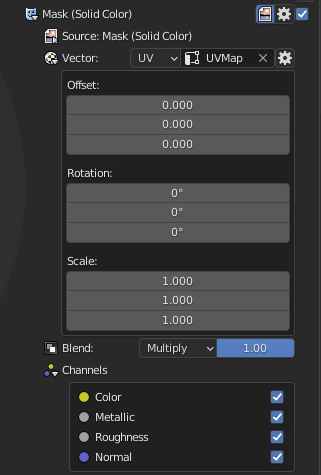 Mask (Solid Color)
Source: Mask (Solid Color)
Vector: UV UVMap
Offset:
0.000
0.000
0.000
Rotation:
0°
0°
0°
Scale:
1.000
1.000
1.000
Blend: Multiply 1.00
Channels
Color
Metallic
Roughness
Normal